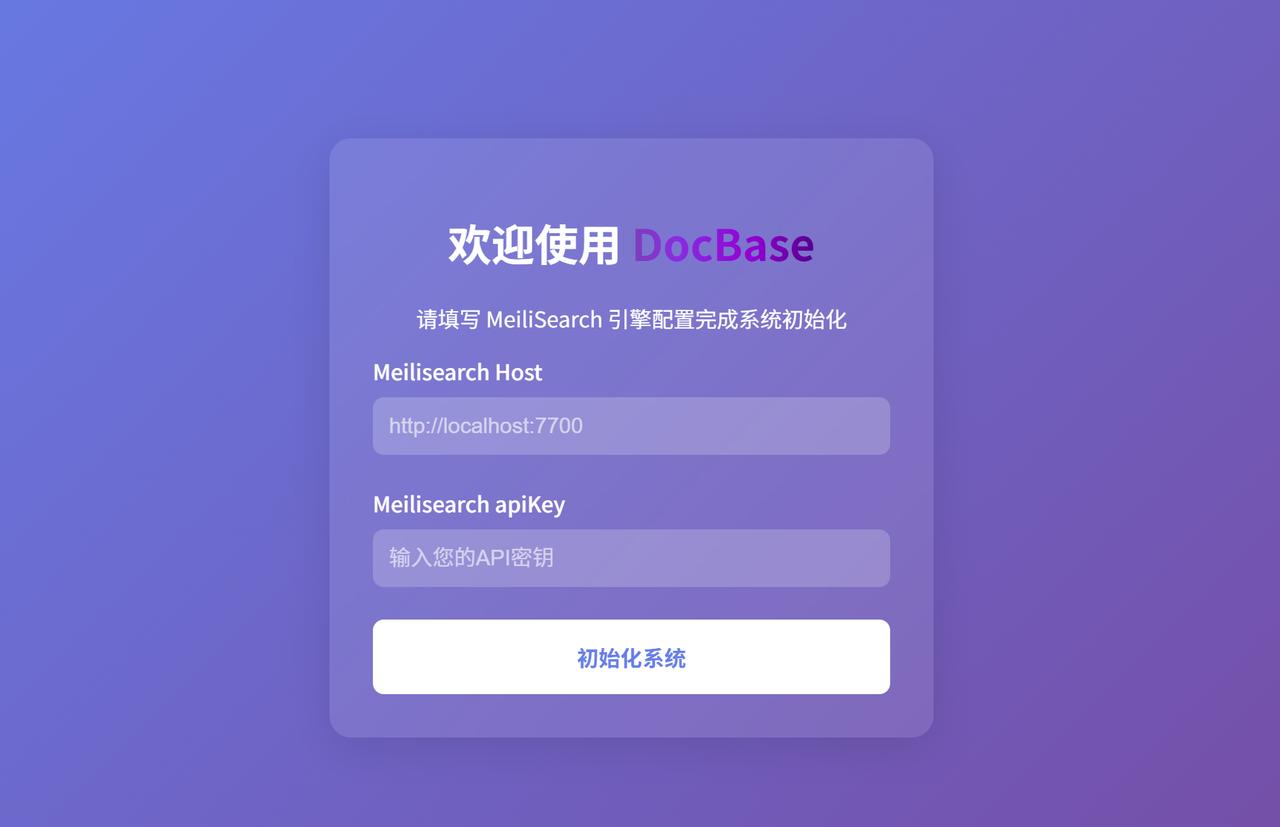 欢迎使用 DocBase
请填写 MeiliSearch 引擎配置完成系统初始化
Meilisearch Host
http://localhost:7700
Meilisearch apiKey
输入您的API密钥
初始化系统